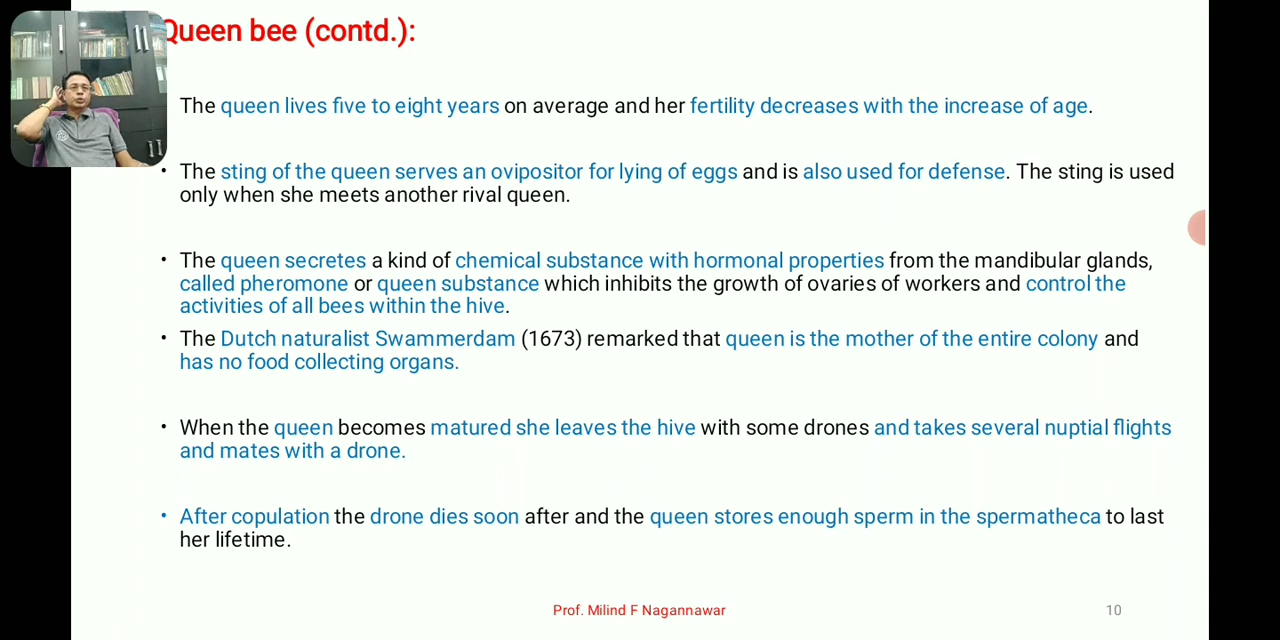 Queen bee (contd.):
The queen lives five to eight years on average and her fertility decreases with the increase of age.
• The sting of the queen serves an ovipositor for lying of eggs and is also used for defense. The sting is used
only when she meets another rival queen.
• The queen secretes a kind of chemical substance with hormonal properties from the mandibular glands,
called pheromone or queen substance which inhibits the growth of ovaries of workers and control the
activities of all bees within the hive.
• The Dutch naturalist Swammerdam (1673) remarked that queen is the mother of the entire colony and
has no food collecting organs.
• When the queen becomes matured she leaves the hive with some drones and takes several nuptial flights
and mates with a drone.
• After copulation the drone dies soon after and the queen stores enough sperm in the spermatheca to last
her lifetime.
Prof. Milind F Nagannawar
10